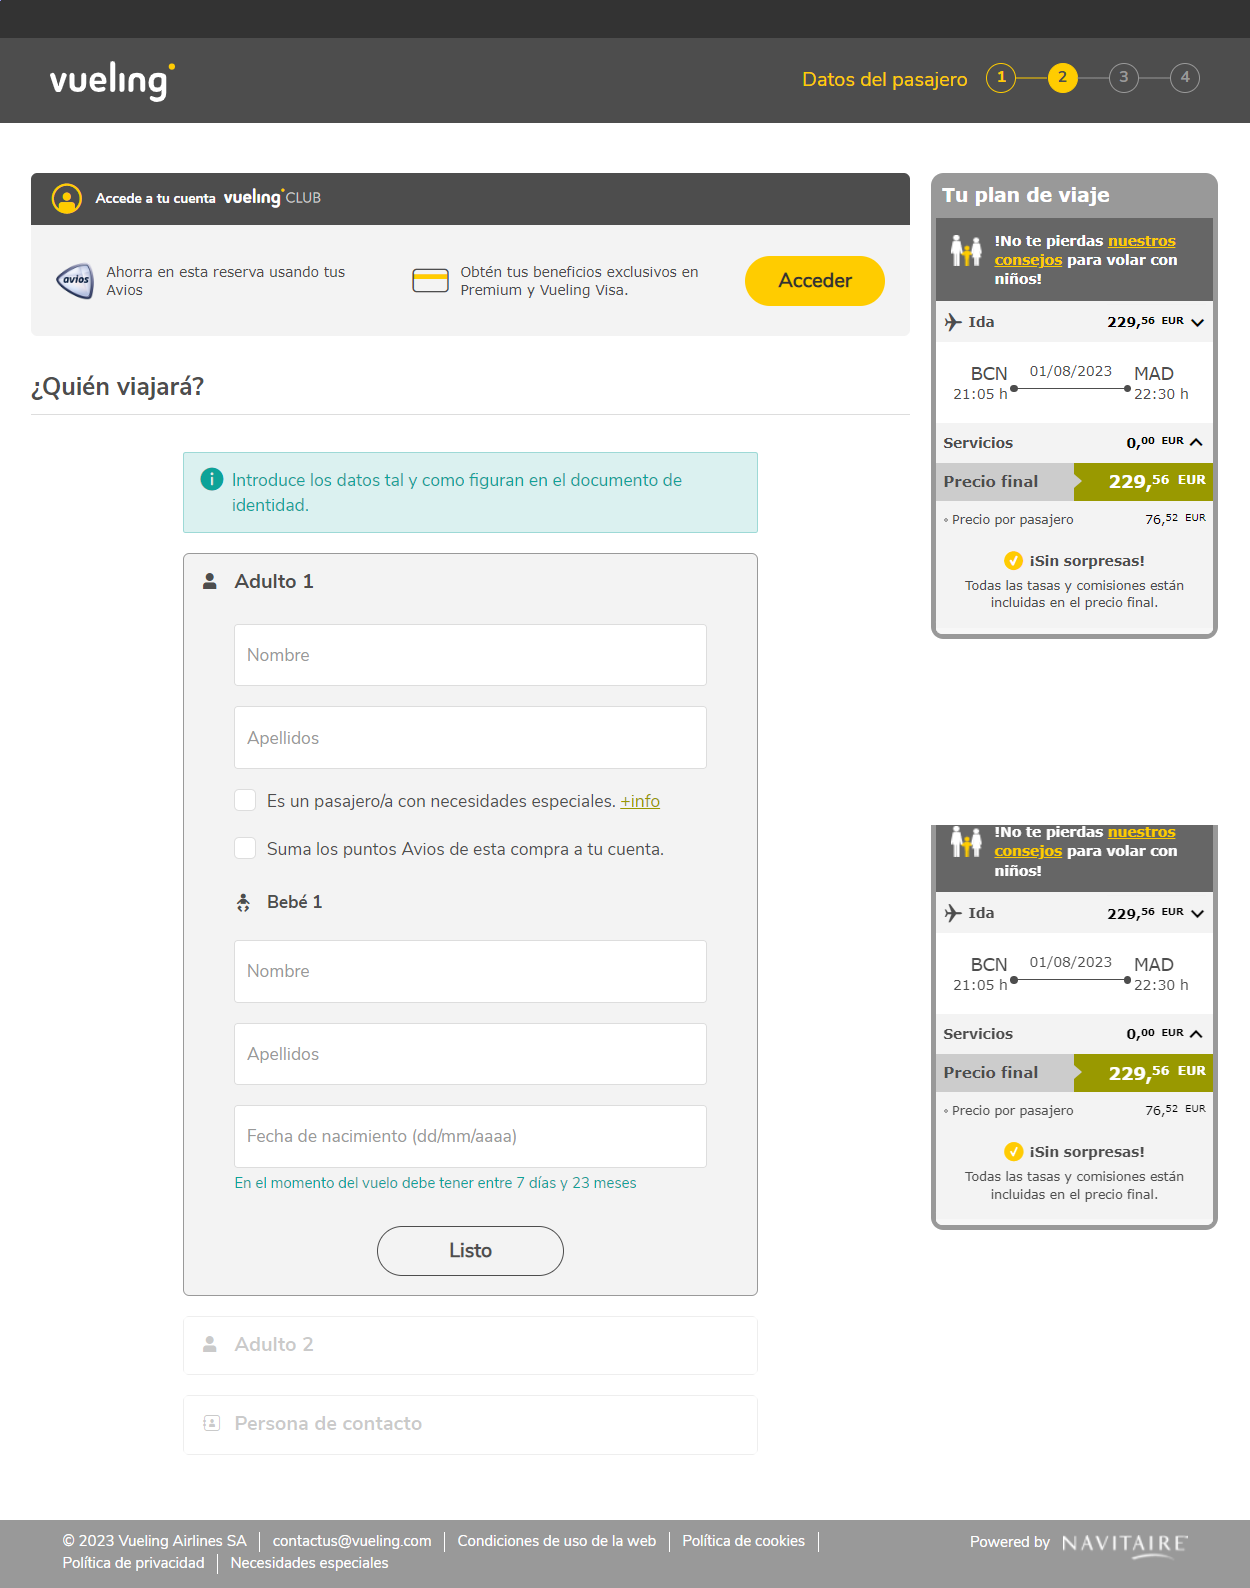 vueling
Datos del pasajero 1 2 3 4
Accede a tu cuenta vueling CLUB
avios
Ahorra en esta reserva usando tus
Avios
Obtén tus beneficios exclusivos en
Premium y Vueling Visa.
Acceder
¿Quién viajará?
Introduce los datos tal y como figuran en el documento de
identidad.
Adulto 1
Nombre
Apellidos
Es un pasajero/a con necesidades especiales. +info
Suma los puntos Avios de esta compra a tu cuenta.
Bebé 1
Nombre
Apellidos
Fecha de nacimiento (dd/mm/aaaa)
En el momento del vuelo debe tener entre 7 días y 23 meses
Listo
Adulto 2
Persona de contacto
Tu plan de viaje
!No te pierdas nuestros
consejos para volar con
niños!
Ida 229,56 EUR
BCN 01/08/2023 MAD
21:05 h 22:30 h
Servicios 0,00 EUR
Precio final 229,56 EUR
Precio por pasajero 76,52 EUR
¡Sin sorpresas!
Todas las tasas y comisiones están
incluidas en el precio final.
!No te pierdas nuestros
consejos para volar con
niños!
Ida 229,56 EUR
BCN 01/08/2023 MAD
21:05 h 22:30 h
Servicios 0,00 EUR
Precio final 229,56 EUR
Precio por pasajero 76,52 EUR
¡Sin sorpresas!
Todas las tasas y comisiones están
incluidas en el precio final.
© 2023 Vueling Airlines SA contactus@vueling.com Condiciones de uso de la web Política de cookies
Política de privacidad Necesidades especiales
Powered by NAVITAIRE